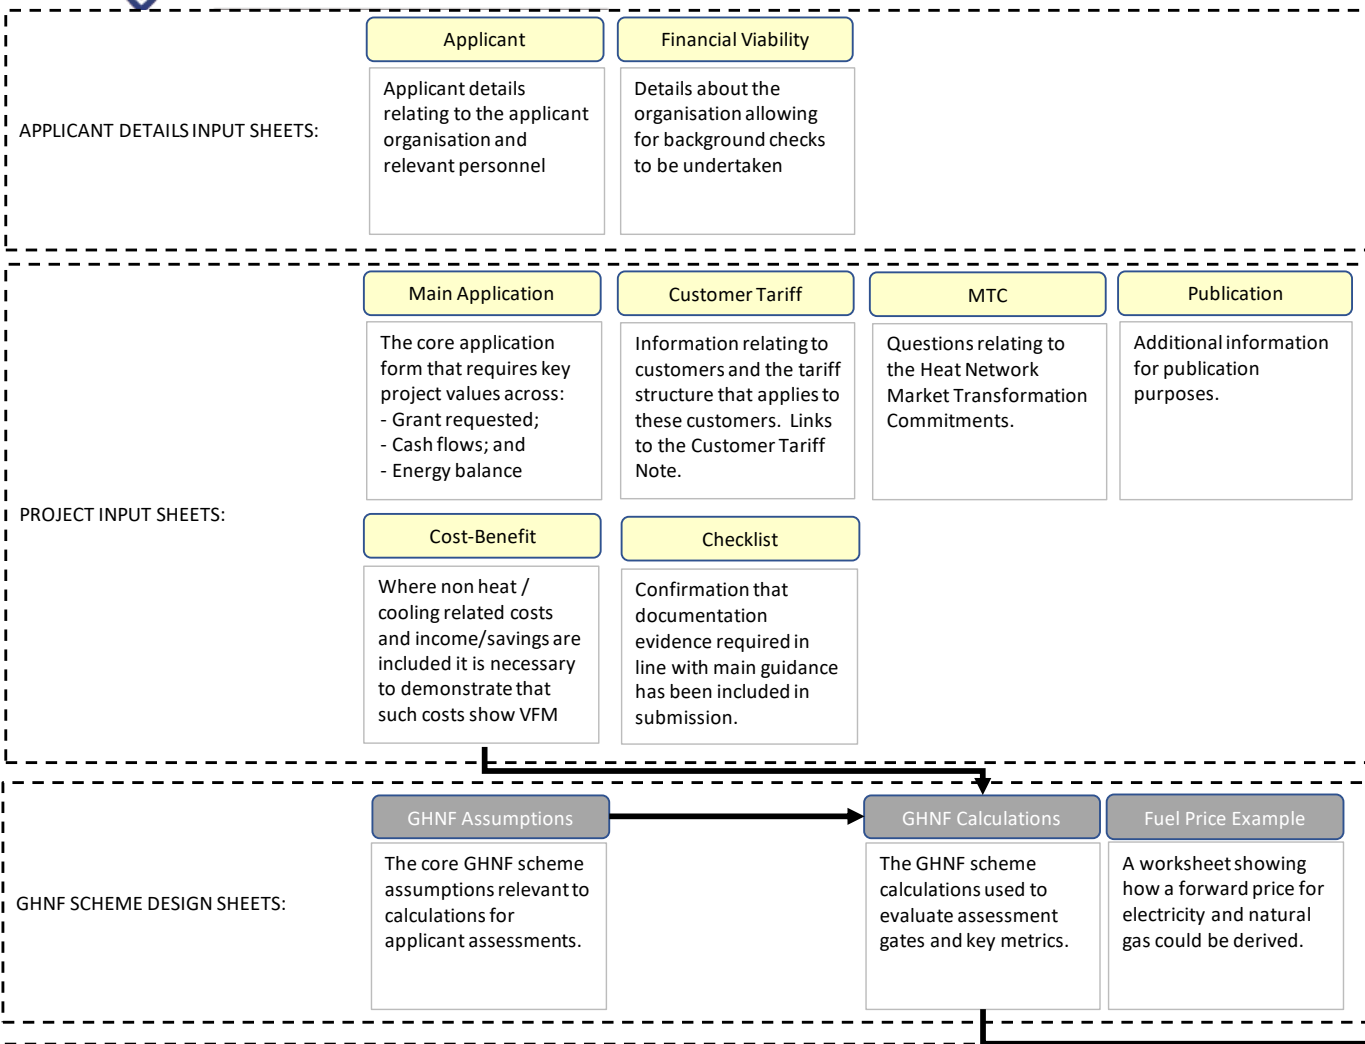 Applicant
Financial Viability
APPLICANT DETAILS INPUT SHEETS:
Applicant details
relating to the applicant
organisation and
relevant personnel
Details about the
organisation allowing
for background checks
to be undertaken
PROJECT INPUT SHEETS:
Main Application
Customer Tariff
MTC
Publication
The core application
form that requires key
project values across:
- Grant requested;
- Cash flows; and
- Energy balance
Information relating to
customers and the tariff
structure that applies to
these customers. Links
to the Customer Tariff
Note.
Questions relating to
the Heat Network
Market Transformation
Commitments.
Additional information
for publication
purposes.
Cost-Benefit
Checklist
Where non heat /
cooling related costs
and income/savings are
included it is necessary
to demonstrate that
such costs show VFM
Confirmation that
documentation
evidence required in
line with main guidance
has been included in
submission.
GHNF SCHEME DESIGN SHEETS:
GHNF Assumptions
GHNF Calculations
Fuel Price Example
The core GHNF scheme
assumptions relevant to
calculations for
applicant assessments.
The GHNF scheme
calculations used to
evaluate assessment
gates and key metrics.
A worksheet showing
how a forward price for
electricity and natural
gas could be derived.